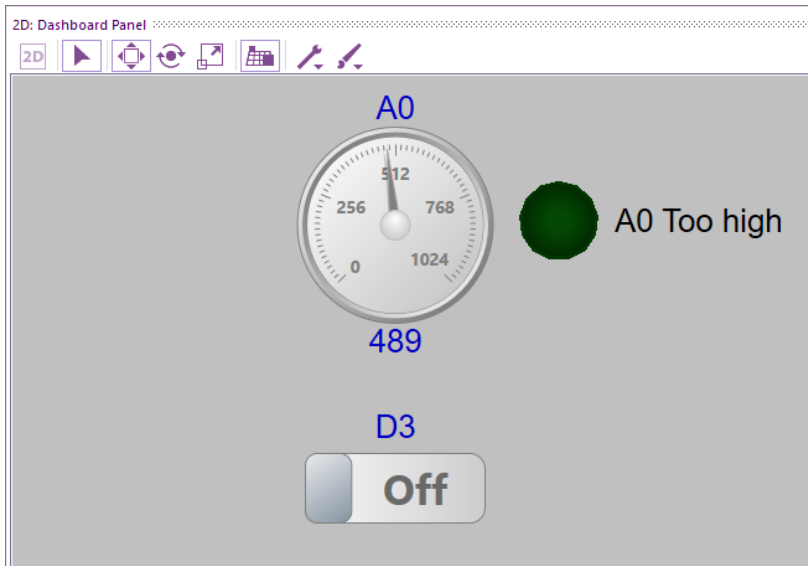 2D: Dashboard Panel
2D
A0
512
256
768
0
1024
A0 Too high
489
D3
Off